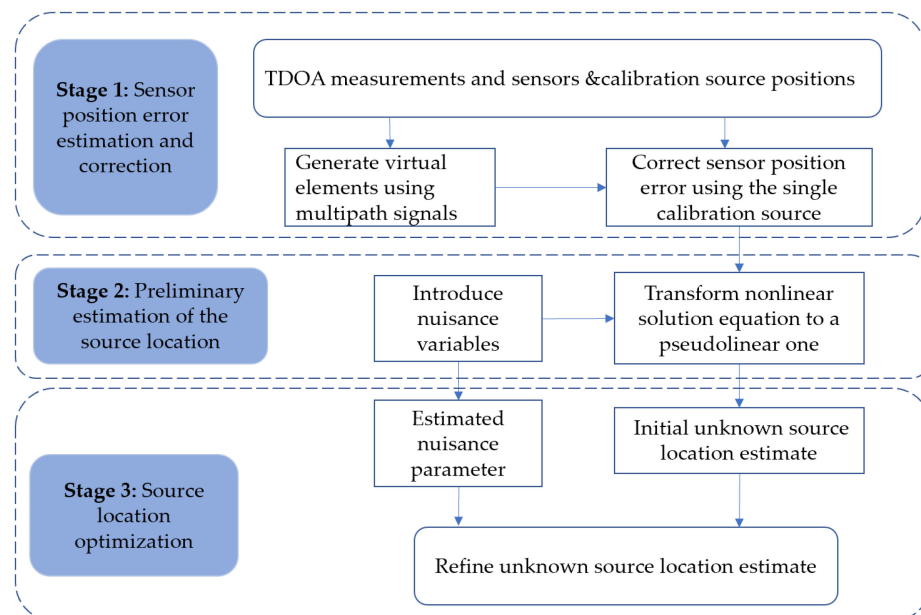 Stage 1: Sensor
position error
estimation and
correction
TDOA measurements and sensors &calibration source positions
Generate virtual
elements using
multipath signals
Correct sensor position
error using the single
calibration source
Stage 2: Preliminary
estimation of the
source location
Introduce
nuisance
variables
Transform nonlinear
solution equation to a
pseudolinear one
Stage 3: Source
location
optimization
Estimated
nuisance
parameter
Initial unknown source
location estimate
Refine unknown source location estimate